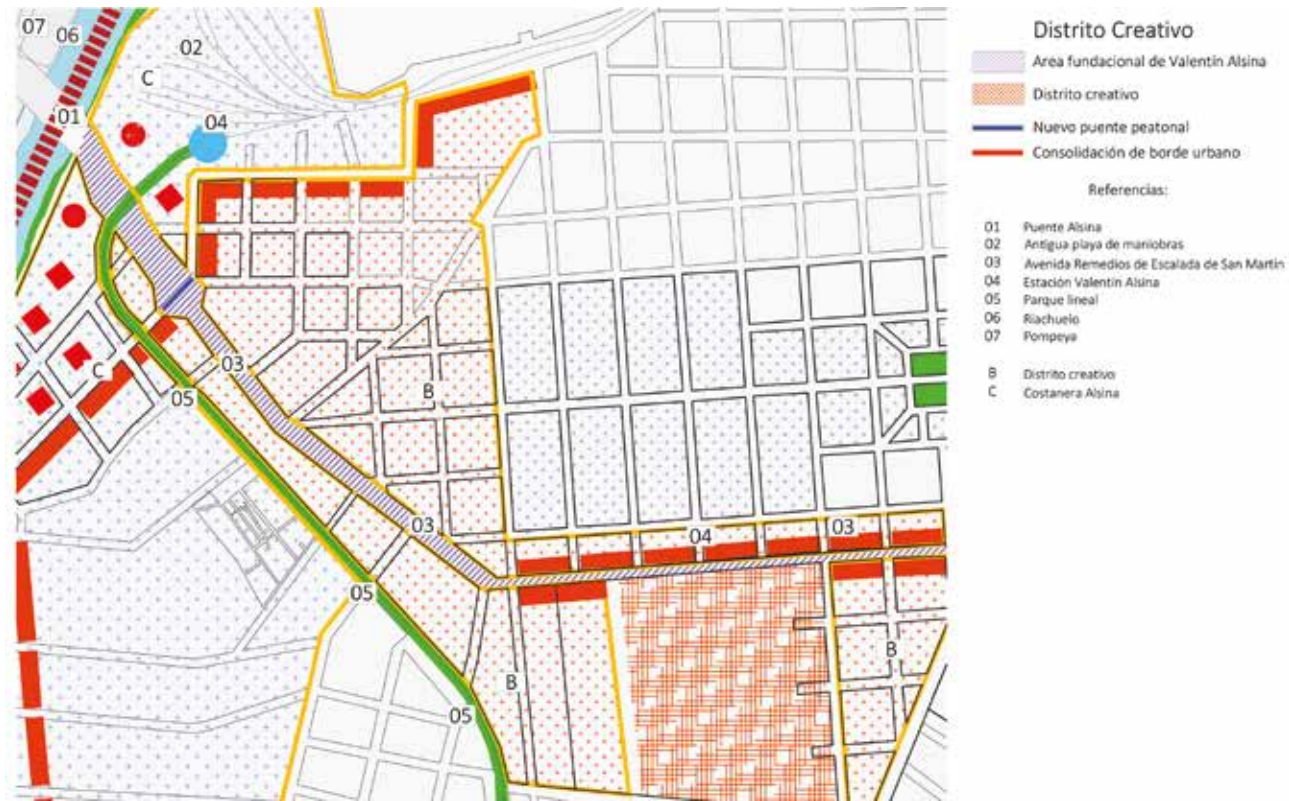 07
06
02
C
01
04
03
C
05
B
03
04
03
05
B
B
05
Distrito Creativo
Area fundacional de Valentín Alsina
Distrito creativo
Nuevo puente peatonal
Consolidación de borde urbano
Referencias:
01 Puente Alsina
02 Antigua playa de maniobras
03 Avenida Remedios de Escalada de San Martín
04 Estación Valentín Alsina
05 Parque lineal
06 Riachuelo
07 Pompeya
B Distrito creativo
C Costanera Alsina